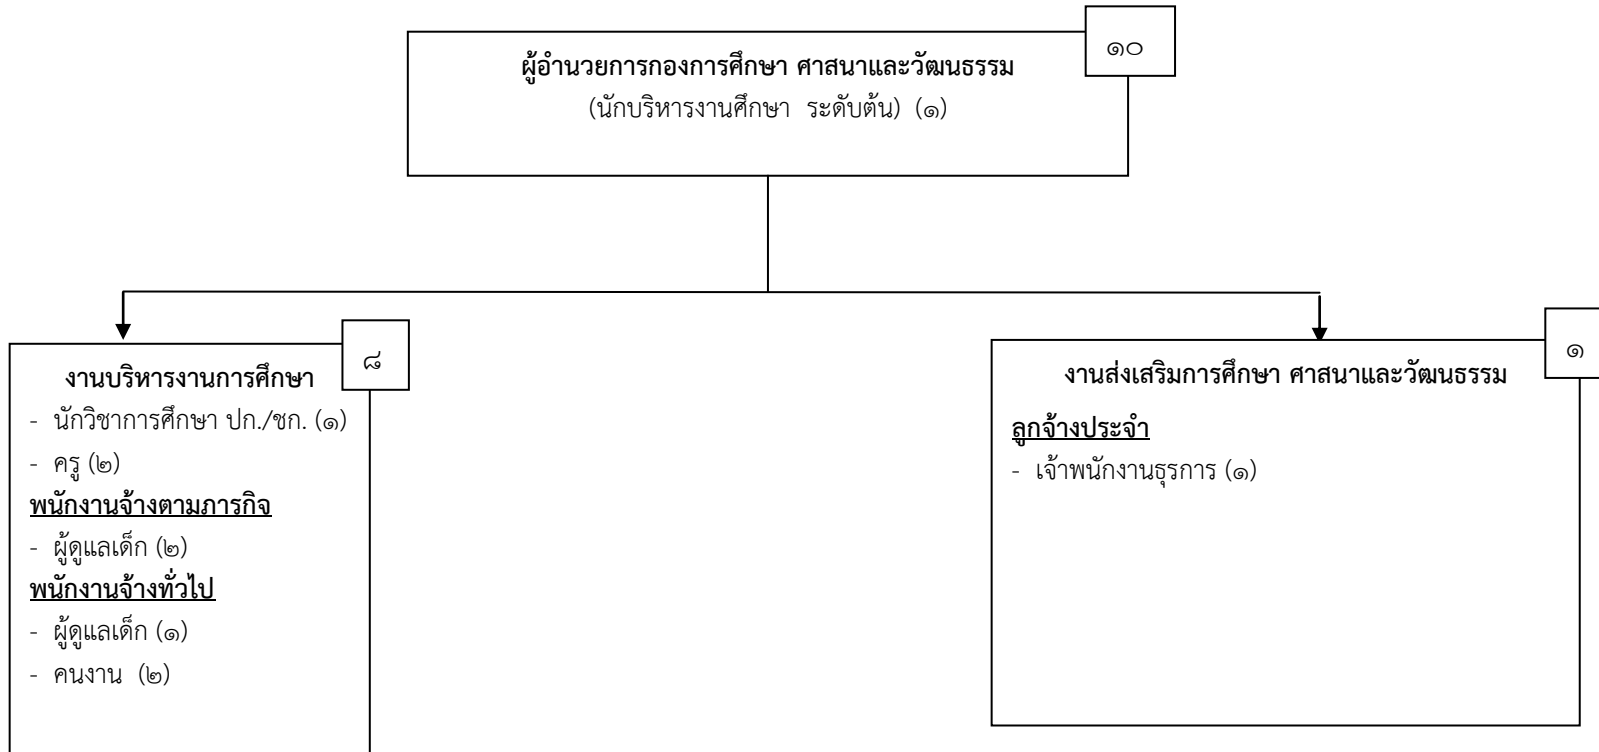 ๑๐
ผู้อำนวยการกองการศึกษา ศาสนาและวัฒนธรรม
(นักบริหารงานศึกษา ระดับต้น) (๑)
๘
งานบริหารงานการศึกษา
- นักวิชาการศึกษา ปก./ชก. (๑)
- ครู (๒)
พนักงานจ้างตามภารกิจ
- ผู้ดูแลเด็ก (๒)
พนักงานจ้างทั่วไป
- ผู้ดูแลเด็ก (๑)
- คนงาน (๒)
๑
งานส่งเสริมการศึกษา ศาสนาและวัฒนธรรม
ลูกจ้างประจำ
- เจ้าพนักงานธุรการ (๑)